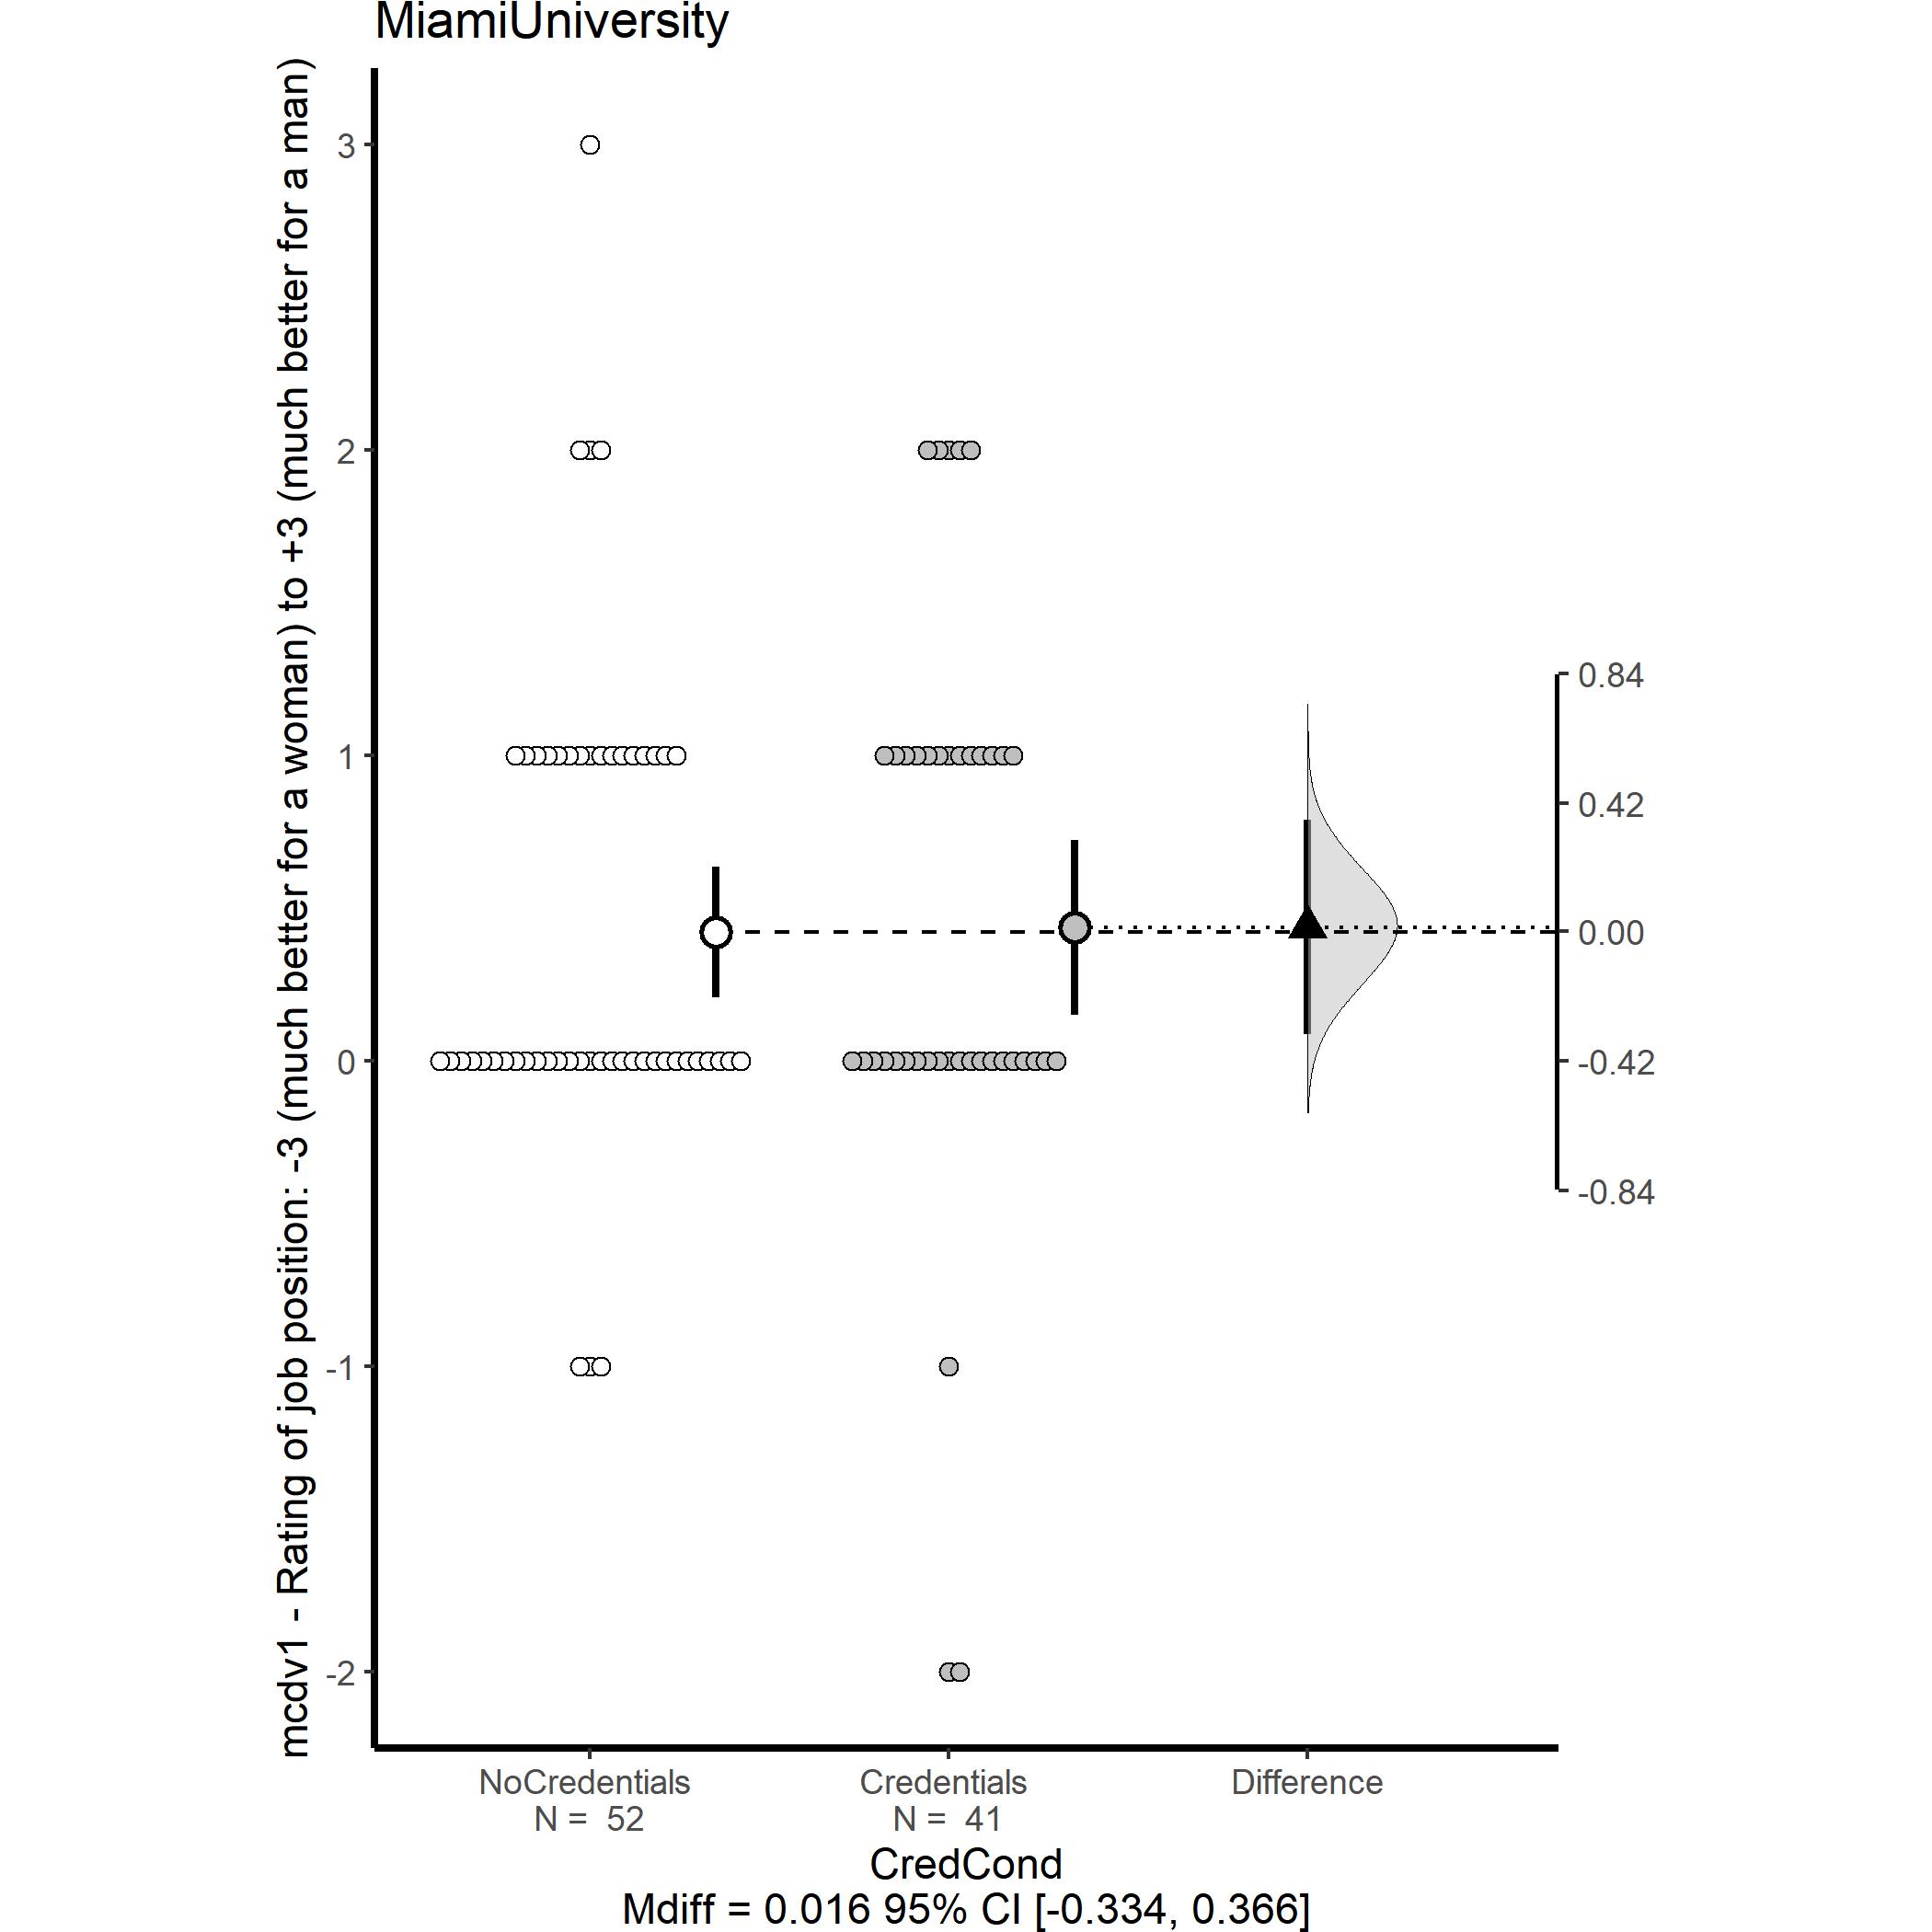 MiamiUniversity
mcdv1 - Rating of job position: -3 (much better for a woman) to +3 (much better for a man)
3
2
1
0
-1
-2
0.84
0.42
0.00
-0.42
-0.84
NoCredentials
N =  52
Credentials
N =  41
Difference
CredCond
Mdiff = 0.016 95% CI [-0.334, 0.366]